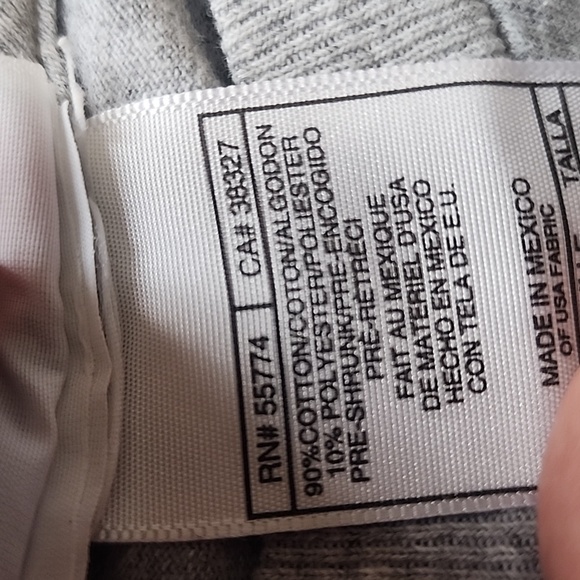 RN# 55774 CA# 38327
90%COTTON/COTON/ALGODON
10% POLYESTER/POLIESTER
PRE-SHRUNK/PRE-ENCOGIDO
PRÉ-RÉTRÉCI
FAIT AU MEXIQUE
DE MATERIEL D'USA
HECHO EN MEXICO
CON TELA DE E.U.
MADE IN MEXICO
OF USA FABRIC
TALLA